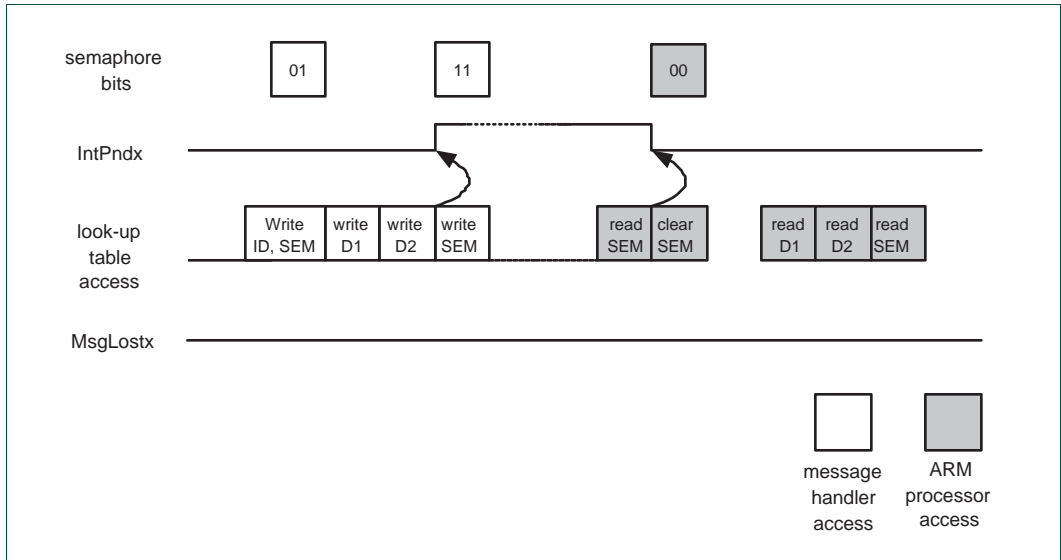 semaphore
bits
01
11
00
IntPndx
look-up
table
access
Write
ID, SEM
write
D1
write
D2
write
SEM
read
SEM
clear
SEM
read
D1
read
D2
read
SEM
MsgLostx
message
handler
access
ARM
processor
access